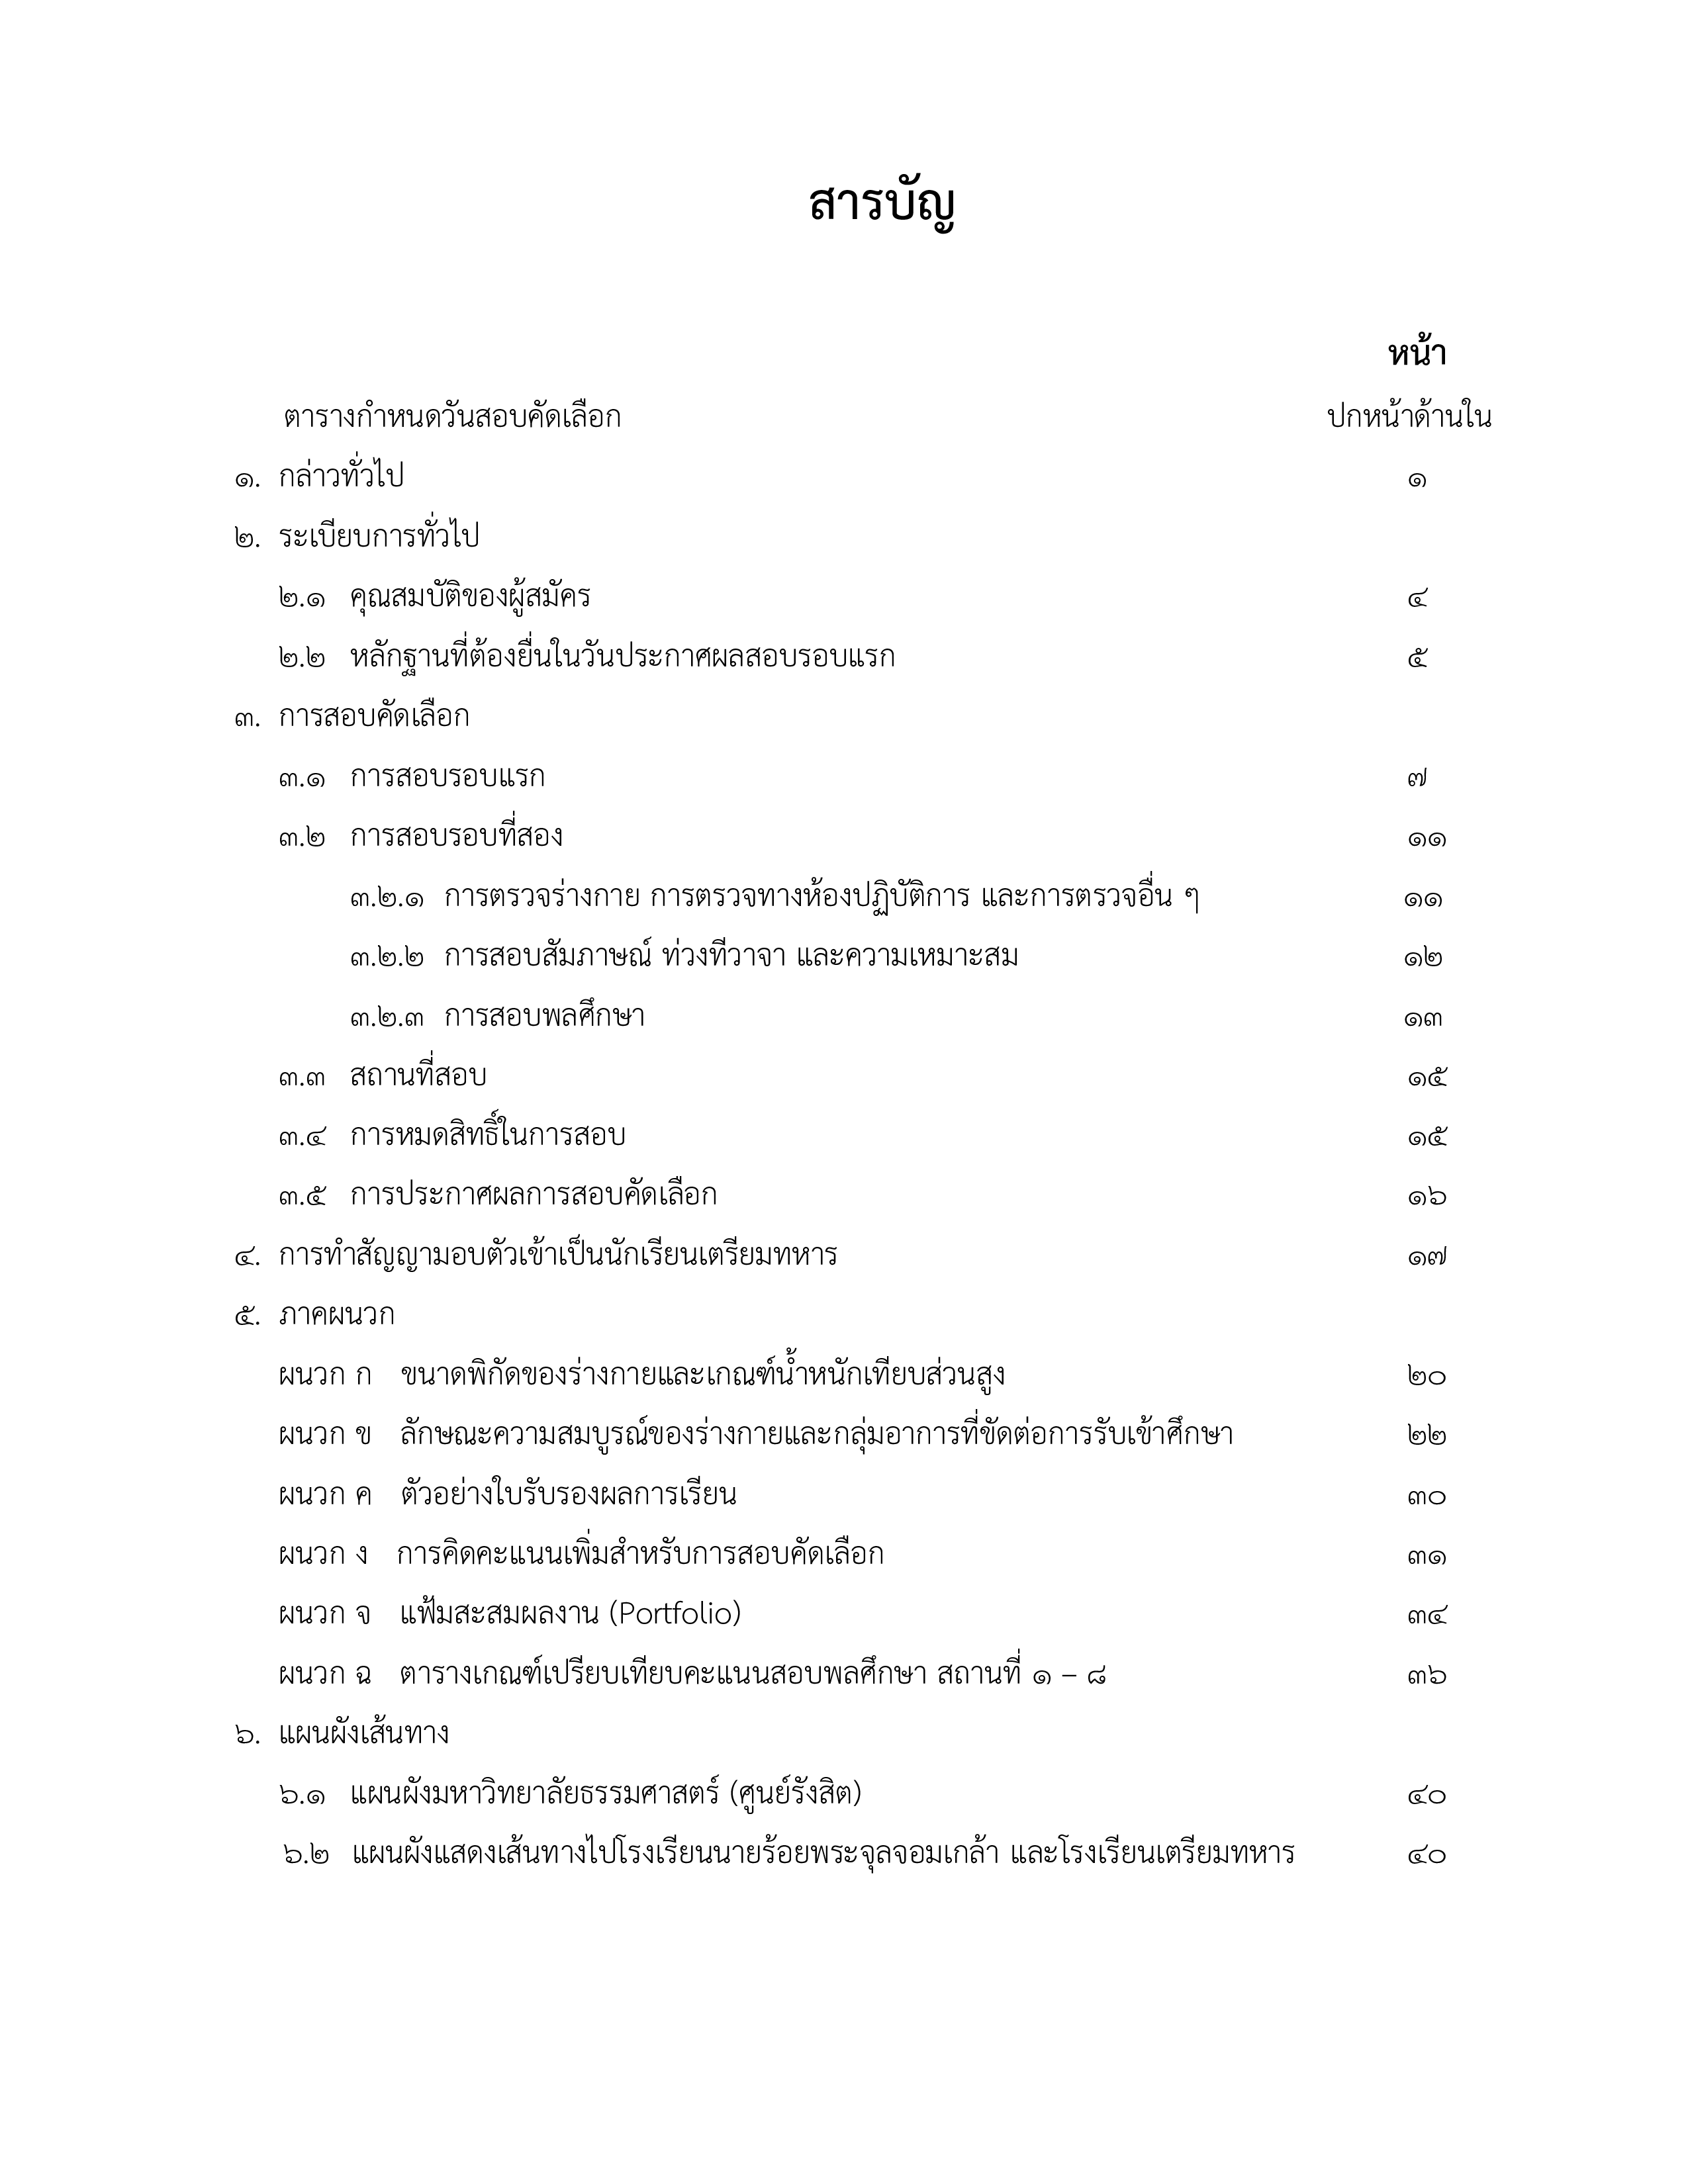 สารบัญ
หน้า
ตารางกำหนดวันสอบคัดเลือก ปกหน้าด้านใน
๑. กล่าวทั่วไป ๑
๒. ระเบียบการทั่วไป
๒.๑ คุณสมบัติของผู้สมัคร ๔
๒.๒ หลักฐานที่ต้องยื่นในวันประกาศผลสอบรอบแรก ๕
๓. การสอบคัดเลือก
๓.๑ การสอบรอบแรก ๗
๓.๒ การสอบรอบที่สอง ๑๑
๓.๒.๑ การตรวจร่างกาย การตรวจทางห้องปฏิบัติการ และการตรวจอื่น ๆ ๑๑
๓.๒.๒ การสอบสัมภาษณ์ ท่วงทีวาจา และความเหมาะสม ๑๒
๓.๒.๓ การสอบพลศึกษา ๑๓
๓.๓ สถานที่สอบ ๑๕
๓.๔ การหมดสิทธิ์ในการสอบ ๑๕
๓.๕ การประกาศผลการสอบคัดเลือก ๑๖
๔. การทำสัญญามอบตัวเข้าเป็นนักเรียนเตรียมทหาร ๑๗
๕. ภาคผนวก
ผนวก ก ขนาดพิกัดของร่างกายและเกณฑ์น้ำหนักเทียบส่วนสูง ๒๐
ผนวก ข ลักษณะความสมบูรณ์ของร่างกายและกลุ่มอาการที่ขัดต่อการรับเข้าศึกษา ๒๒
ผนวก ค ตัวอย่างใบรับรองผลการเรียน ๓๐
ผนวก ง การคิดคะแนนเพิ่มสำหรับการสอบคัดเลือก ๓๑
ผนวก จ แฟ้มสะสมผลงาน (Portfolio) ๓๔
ผนวก ฉ ตารางเกณฑ์เปรียบเทียบคะแนนสอบพลศึกษา สถานที่ ๑ – ๘ ๓๖
๖. แผนผังเส้นทาง
๖.๑ แผนผังมหาวิทยาลัยธรรมศาสตร์ (ศูนย์รังสิต) ๔๐
๖.๒ แผนผังแสดงเส้นทางไปโรงเรียนนายร้อยพระจุลจอมเกล้า และโรงเรียนเตรียมทหาร ๔๐